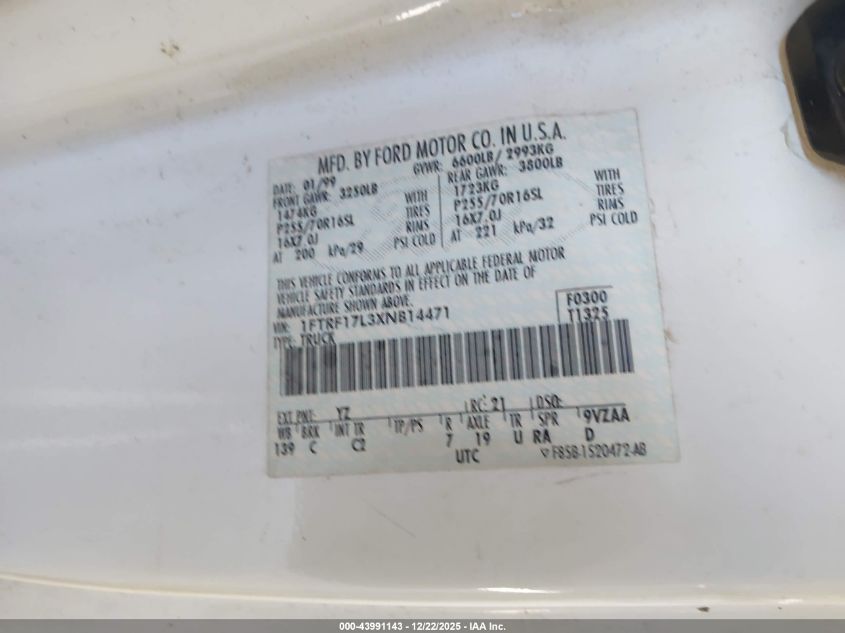 MFD. BY FORD MOTOR CO. IN U.S.A.
DATE: 01/99 GVWR: 6600LB/ 2993KG
FRONT GAWR: 3250LB REAR GAWR: 3800LB
1474KG WITH 1723KG WITH
P255/70R16SL TIRES P255/70R16SL TIRES
16X7.0J RIMS 16X7.0J RIMS
AT 200 kPa/29 PSI COLD AT 221 kPa/32 PSI COLD
THIS VEHICLE CONFORMS TO ALL APPLICABLE FEDERAL MOTOR
VEHICLE SAFETY STANDARDS IN EFFECT ON THE DATE OF
MANUFACTURE SHOWN ABOVE.
VIN: 1FTRF17L3XNB14471 F0300
TYPE: TRUCK T1325
EXT PNT: YZ RC: 21 DSO:
WB BRK INT TR TP/PS R AXLE TR SPR 9VZAA
139 C C2 7 19 U RA D
UTC F85B-1520472-AB
000-43991143 - 12/22/2025 - IAA Inc.